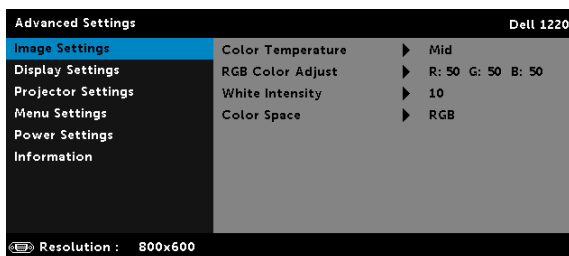 Advanced Settings Dell 1220
Image Settings Color Temperature Mid
Display Settings RGB Color Adjust R: 50 G: 50 B: 50
Projector Settings White Intensity 10
Menu Settings Color Space RGB
Power Settings
Information
Resolution : 800x600